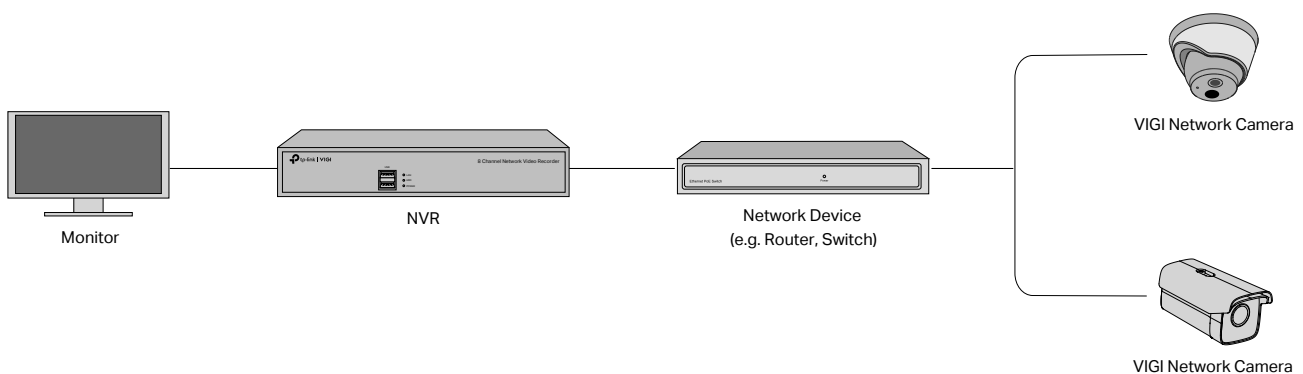 VIGI Network Camera
tp-link | VIGI
8 Channel Network Video Recorder
USB
Ethernet PoE Switch
Power
NVR
Network Device
(e.g. Router, Switch)
Monitor
VIGI Network Camera